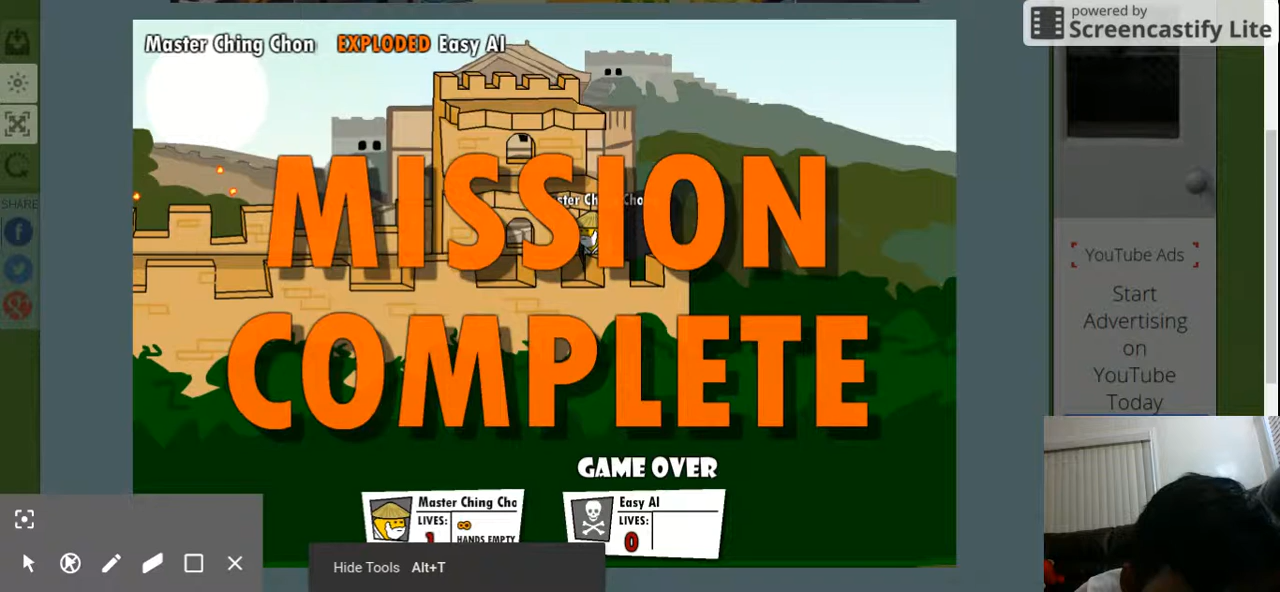 powered by
Screencastify Lite
Master Ching Chon EXPLODED Easy AI
MISSION
COMPLETE
SHARE
YouTube Ads
Start
Advertising
on
YouTube
Today
GAME OVER
Master Ching Cho
LIVES:
1
∞
HANDS EMPTY
Easy AI
LIVES:
0
Hide Tools Alt+T